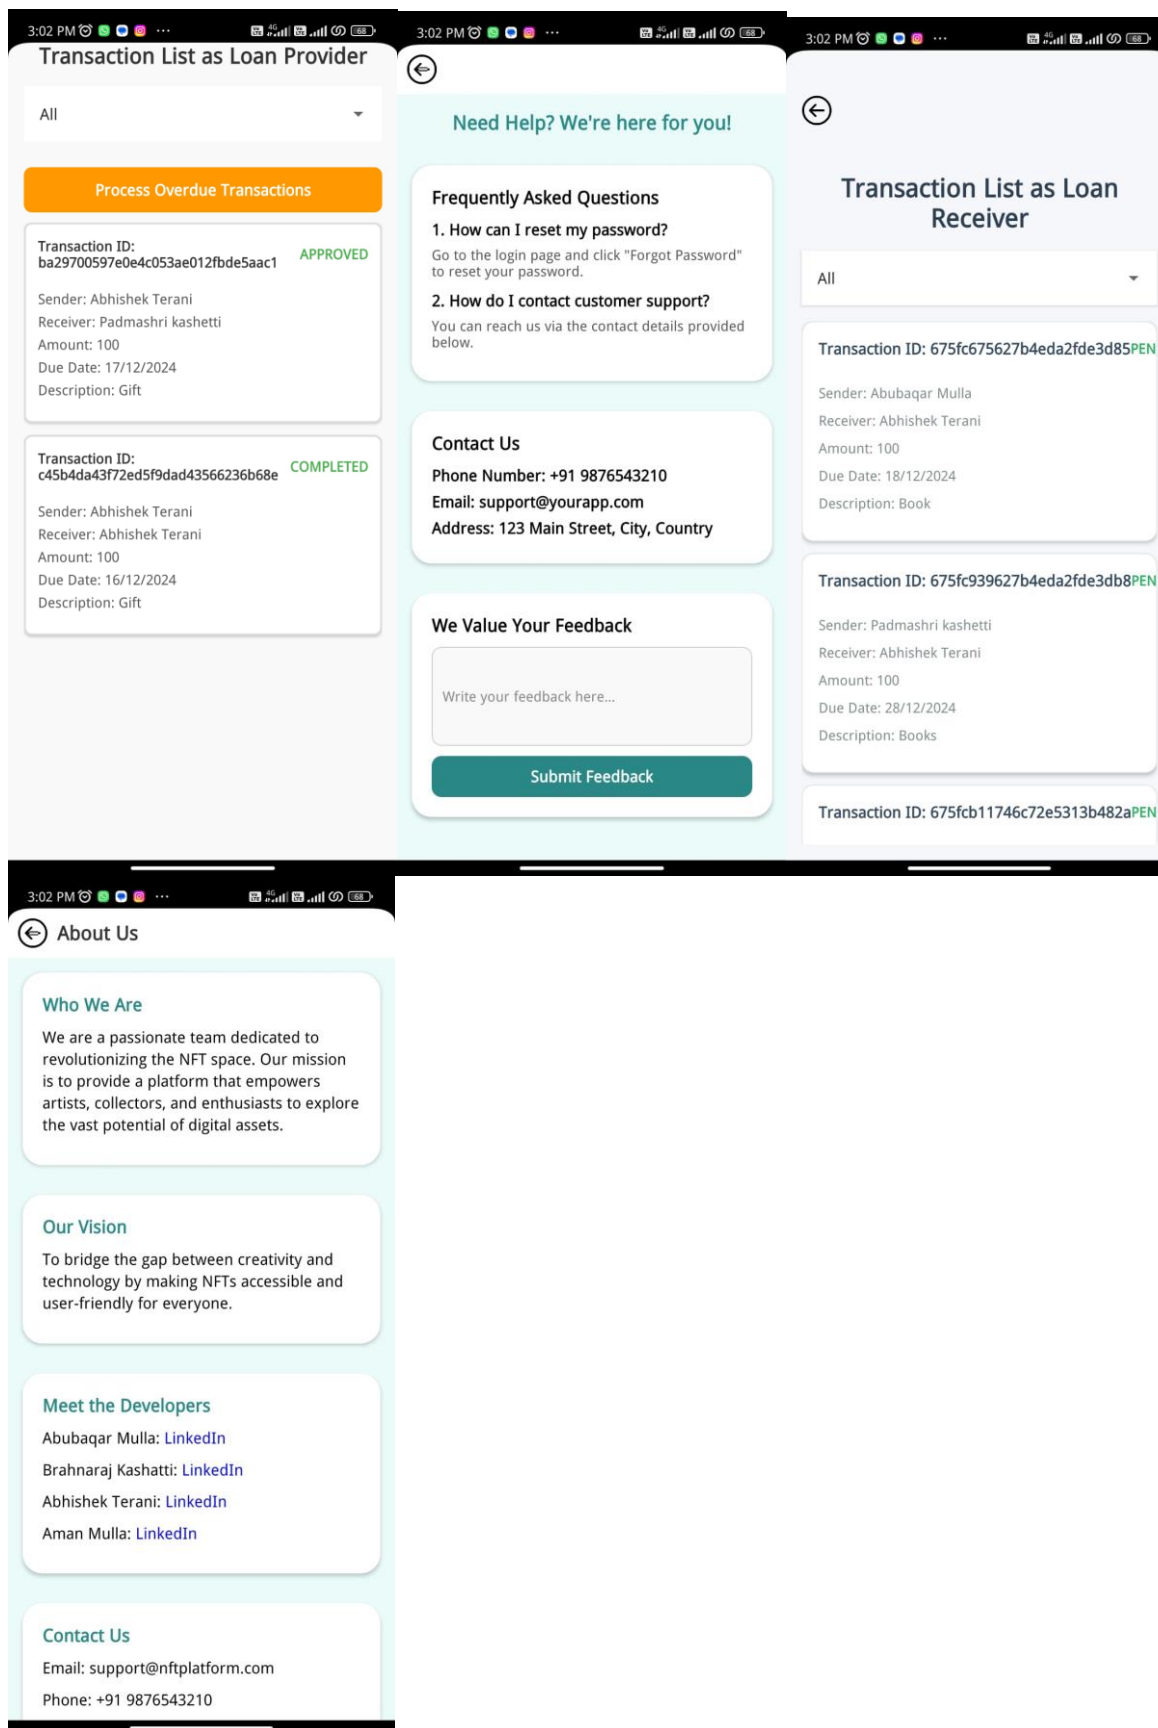 3:02 PM
4G
68
Transaction List as Loan Provider
All
Process Overdue Transactions
Transaction ID:
ba29700597e0e4c053ae012fbde5aac1
APPROVED
Sender: Abhishek Terani
Receiver: Padmashri kashetti
Amount: 100
Due Date: 17/12/2024
Description: Gift
Transaction ID:
c45b4da43f72ed5f9dad43566236b68e
COMPLETED
Sender: Abhishek Terani
Receiver: Abhishek Terani
Amount: 100
Due Date: 16/12/2024
Description: Gift
3:02 PM
4G
68
Need Help? We're here for you!
Frequently Asked Questions
1. How can I reset my password?
Go to the login page and click "Forgot Password"
to reset your password.
2. How do I contact customer support?
You can reach us via the contact details provided
below.
Contact Us
Phone Number: +91 9876543210
Email: support@yourapp.com
Address: 123 Main Street, City, Country
We Value Your Feedback
Write your feedback here...
Submit Feedback
3:02 PM
4G
68
Transaction List as Loan
Receiver
All
Transaction ID: 675fc675627b4eda2fde3d85PEN
Sender: Abubaqar Mulla
Receiver: Abhishek Terani
Amount: 100
Due Date: 18/12/2024
Description: Book
Transaction ID: 675fc939627b4eda2fde3db8PEN
Sender: Padmashri kashetti
Receiver: Abhishek Terani
Amount: 100
Due Date: 28/12/2024
Description: Books
Transaction ID: 675fcb11746c72e5313b482aPEN
3:02 PM
4G
68
About Us
Who We Are
We are a passionate team dedicated to
revolutionizing the NFT space. Our mission
is to provide a platform that empowers
artists, collectors, and enthusiasts to explore
the vast potential of digital assets.
Our Vision
To bridge the gap between creativity and
technology by making NFTs accessible and
user-friendly for everyone.
Meet the Developers
Abubaqar Mulla: LinkedIn
Brahnaraj Kashatti: LinkedIn
Abhishek Terani: LinkedIn
Aman Mulla: LinkedIn
Contact Us
Email: support@nftplatform.com
Phone: +91 9876543210